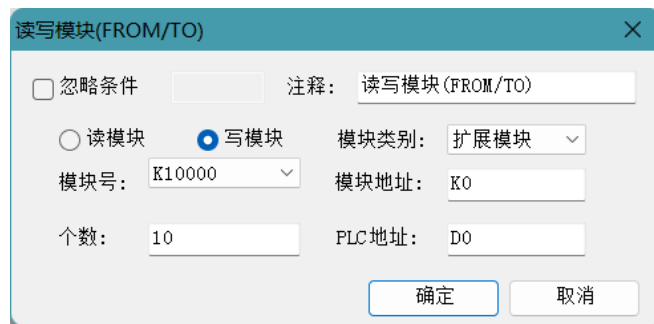 读写模块(FROM/TO)
忽略条件 注释: 读写模块(FROM/TO)
读模块 写模块 模块类别: 扩展模块
模块号: K10000 模块地址: K0
个数: 10 PLC地址: D0
确定 取消